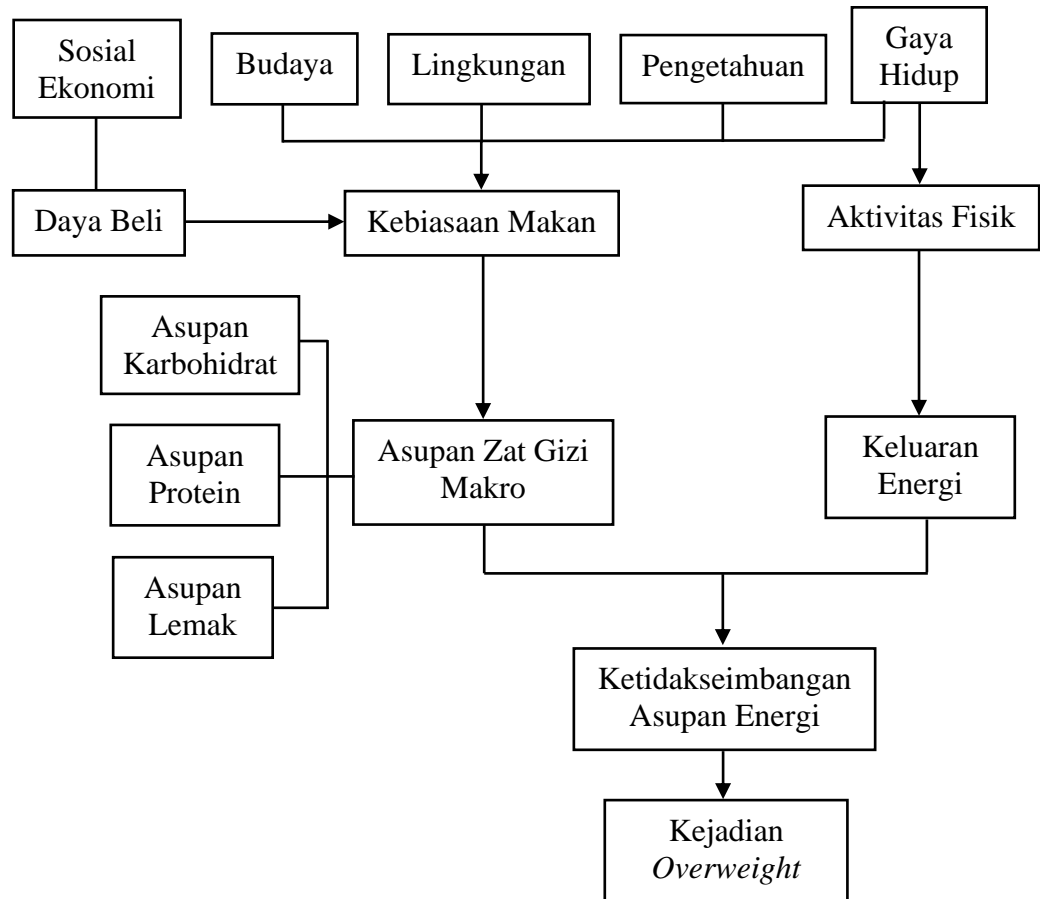 Sosial
Ekonomi
Budaya
Lingkungan
Pengetahuan
Gaya
Hidup
Daya Beli
Kebiasaan Makan
Aktivitas Fisik
Asupan
Karbohidrat
Asupan
Protein
Asupan Zat Gizi
Makro
Keluaran
Energi
Asupan
Lemak
Ketidakseimbangan
Asupan Energi
Kejadian
Overweight